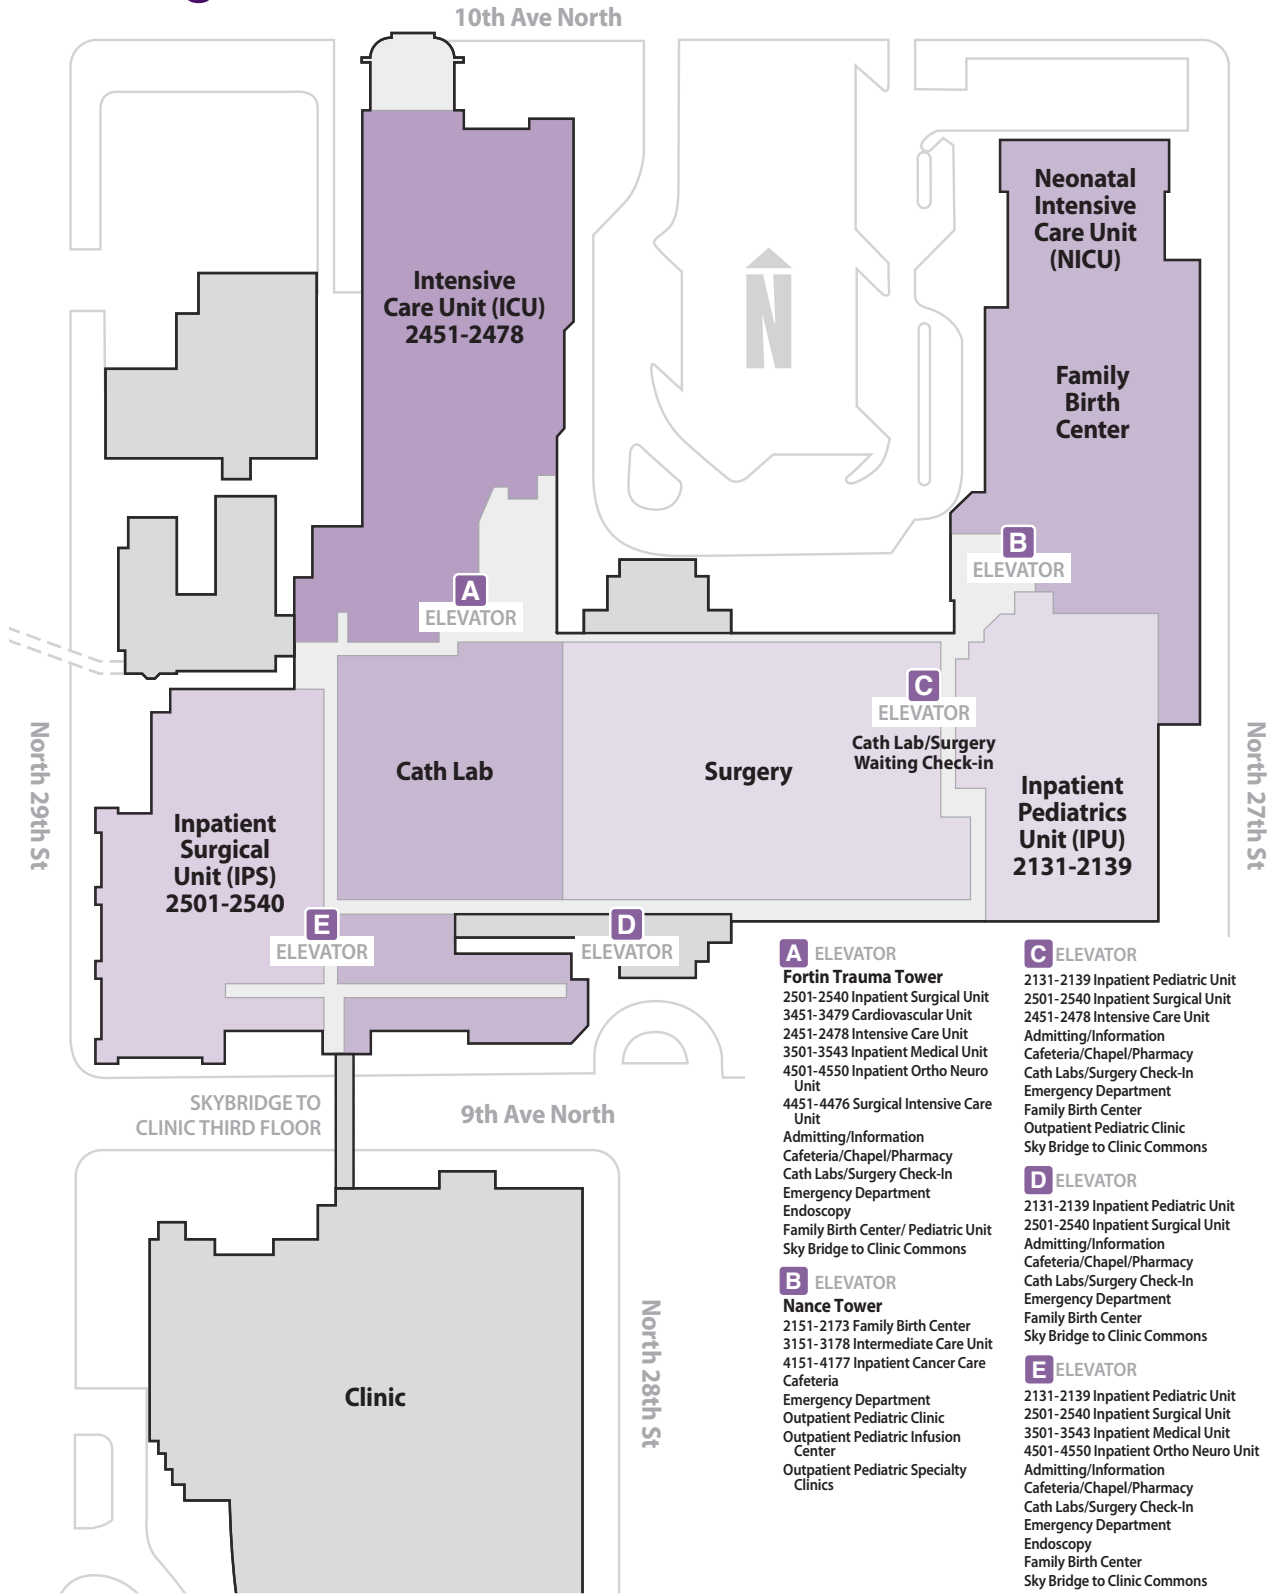 10th Ave North
Neonatal
Intensive
Care Unit
(NICU)
Intensive
Care Unit (ICU)
2451-2478
N
Family
Birth
Center
B
ELEVATOR
A
ELEVATOR
C
ELEVATOR
Cath Lab/Surgery
Waiting Check-in
North 29th St
North 27th St
Cath Lab
Surgery
Inpatient
Pediatrics
Unit (IPU)
2131-2139
Inpatient
Surgical
Unit (IPS)
2501-2540
E
ELEVATOR
D
ELEVATOR
SKYBRIDGE TO
CLINIC THIRD FLOOR
9th Ave North
North 28th St
Clinic
A ELEVATOR
Fortin Trauma Tower
2501-2540 Inpatient Surgical Unit
3451-3479 Cardiovascular Unit
2451-2478 Intensive Care Unit
3501-3543 Inpatient Medical Unit
4501-4550 Inpatient Ortho Neuro
Unit
4451-4476 Surgical Intensive Care
Unit
Admitting/Information
Cafeteria/Chapel/Pharmacy
Cath Labs/Surgery Check-In
Emergency Department
Endoscopy
Family Birth Center/ Pediatric Unit
Sky Bridge to Clinic Commons
B ELEVATOR
Nance Tower
2151-2173 Family Birth Center
3151-3178 Intermediate Care Unit
4151-4177 Inpatient Cancer Care
Cafeteria
Emergency Department
Outpatient Pediatric Clinic
Outpatient Pediatric Infusion
Center
Outpatient Pediatric Specialty
Clinics
C ELEVATOR
2131-2139 Inpatient Pediatric Unit
2501-2540 Inpatient Surgical Unit
2451-2478 Intensive Care Unit
Admitting/Information
Cafeteria/Chapel/Pharmacy
Cath Labs/Surgery Check-In
Emergency Department
Family Birth Center
Outpatient Pediatric Clinic
Sky Bridge to Clinic Commons
D ELEVATOR
2131-2139 Inpatient Pediatric Unit
2501-2540 Inpatient Surgical Unit
Admitting/Information
Cafeteria/Chapel/Pharmacy
Cath Labs/Surgery Check-In
Emergency Department
Family Birth Center
Sky Bridge to Clinic Commons
E ELEVATOR
2131-2139 Inpatient Pediatric Unit
2501-2540 Inpatient Surgical Unit
3501-3543 Inpatient Medical Unit
4501-4550 Inpatient Ortho Neuro Unit
Admitting/Information
Cafeteria/Chapel/Pharmacy
Cath Labs/Surgery Check-In
Emergency Department
Endoscopy
Family Birth Center
Sky Bridge to Clinic Commons